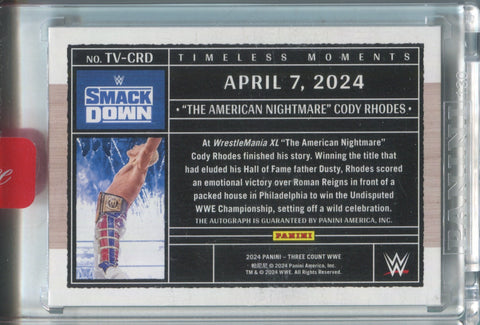 NO. TV-CRD
TIMELESS MOMENTS
W
SMACK
DOWN
APRIL 7, 2024
• "THE AMERICAN NIGHTMARE" CODY RHODES •
At WrestleMania XL "The American Nightmare"
Cody Rhodes finished his story. Winning the title that
had eluded his Hall of Fame father Dusty, Rhodes scored
an emotional victory over Roman Reigns in front of a
packed house in Philadelphia to win the Undisputed
WWE Championship, setting off a wild celebration.
THE AUTOGRAPH IS GUARANTEED BY PANINI AMERICA, INC.
PANINI
2024 PANINI – THREE COUNT WWE
帕尼尼 © 2024 Panini America, Inc.
TM & © 2024 WWE. All Rights Reserved.
W
PANINI